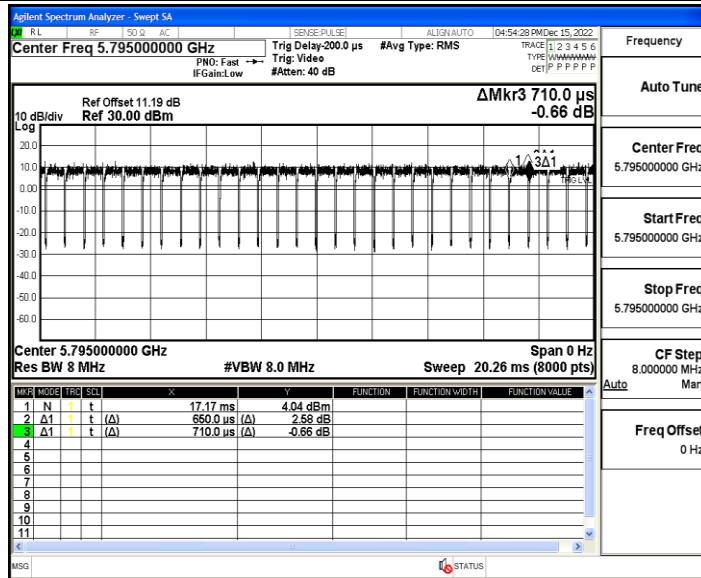 Agilent Spectrum Analyzer - Swept SA
RL RF 50 Ω AC SENSE:PULSE ALIGN AUTO 04:54:28 PM Dec 15, 2022
Center Freq 5.795000000 GHz
PNO: Fast
IFGain:Low
Trig Delay-200.0 µs
Trig: Video
#Atten: 40 dB
#Avg Type: RMS
TRACE 1 2 3 4 5 6
TYPE WWWWWW
DET P P P P P P
ΔMkr3 710.0 µs
-0.66 dB
Ref Offset 11.19 dB
10 dB/div Ref 30.00 dBm
Log
20.0
10.0
0.00
-10.0
-20.0
-30.0
-40.0
-50.0
-60.0
1
3Δ1
TRIG LVL
Center 5.795000000 GHz Span 0 Hz
Res BW 8 MHz #VBW 8.0 MHz Sweep 20.26 ms (8000 pts)
MKR MODE TRC SCL X Y FUNCTION FUNCTION WIDTH FUNCTION VALUE
1 N 1 t 17.17 ms 4.04 dBm
2 Δ1 1 t (Δ) 650.0 µs (Δ) 2.58 dB
3 Δ1 1 t (Δ) 710.0 µs (Δ) -0.66 dB
4
5
6
7
8
9
10
11
MSG STATUS
Frequency
Auto Tune
Center Freq
5.795000000 GHz
Start Freq
5.795000000 GHz
Stop Freq
5.795000000 GHz
CF Step
8.000000 MHz
Auto Man
Freq Offset
0 Hz